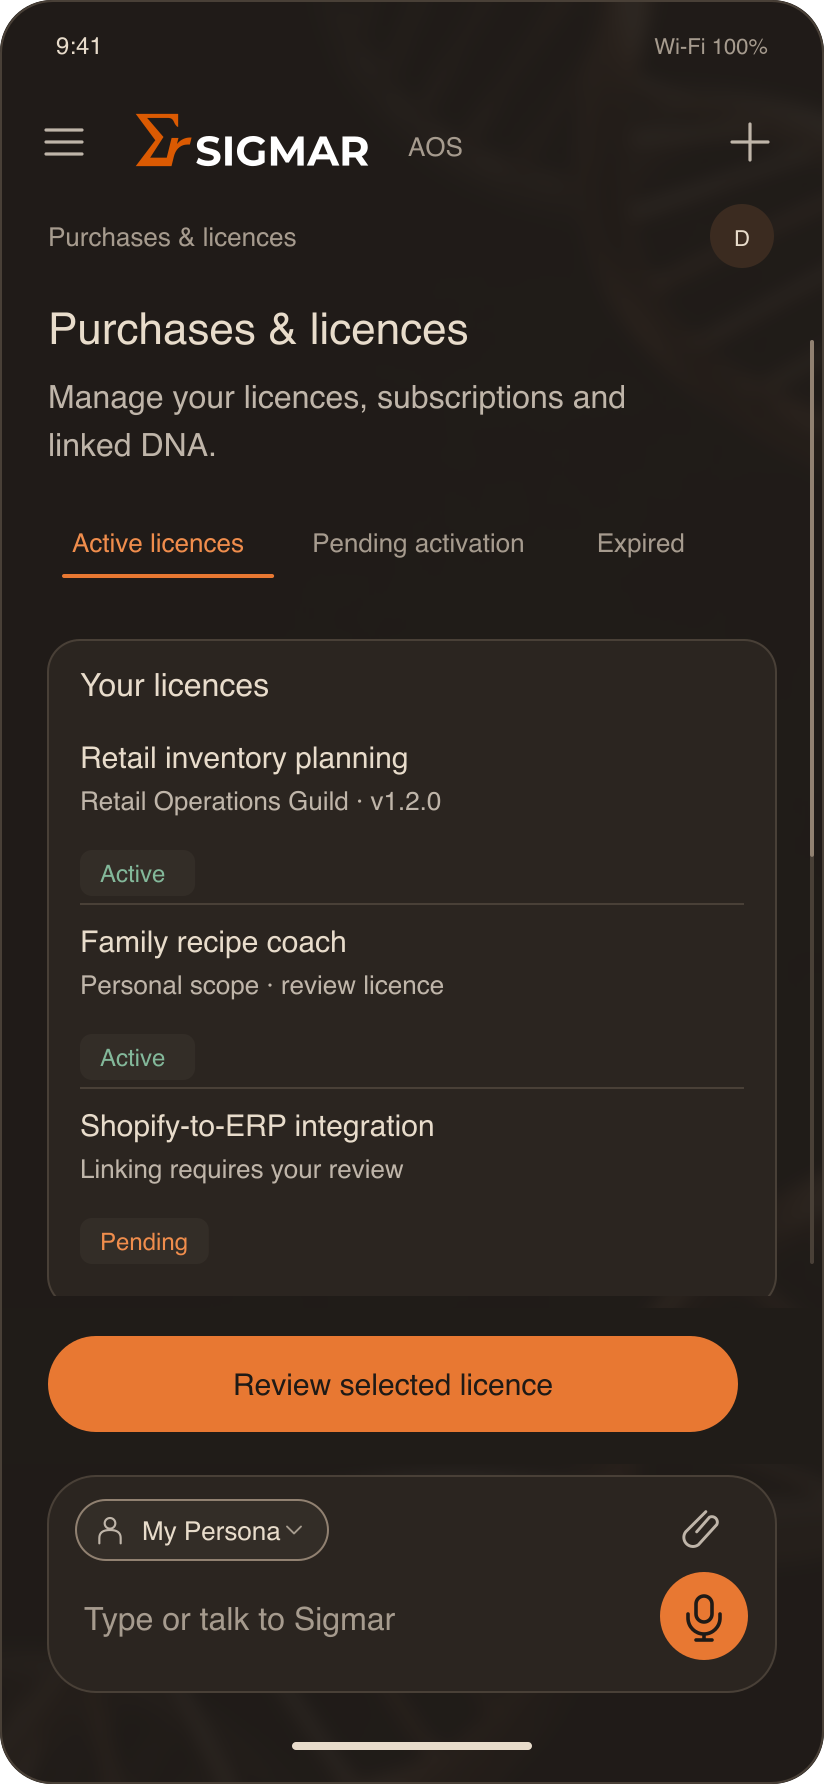 9:41
Wi-Fi 100%
Σr SIGMAR
AOS
Purchases & licences
D
Purchases & licences
Manage your licences, subscriptions and
linked DNA.
Active licences
Pending activation
Expired
Your licences
Retail inventory planning
Retail Operations Guild · v1.2.0
Active
Family recipe coach
Personal scope · review licence
Active
Shopify-to-ERP integration
Linking requires your review
Pending
Review selected licence
My Persona
Type or talk to Sigmar